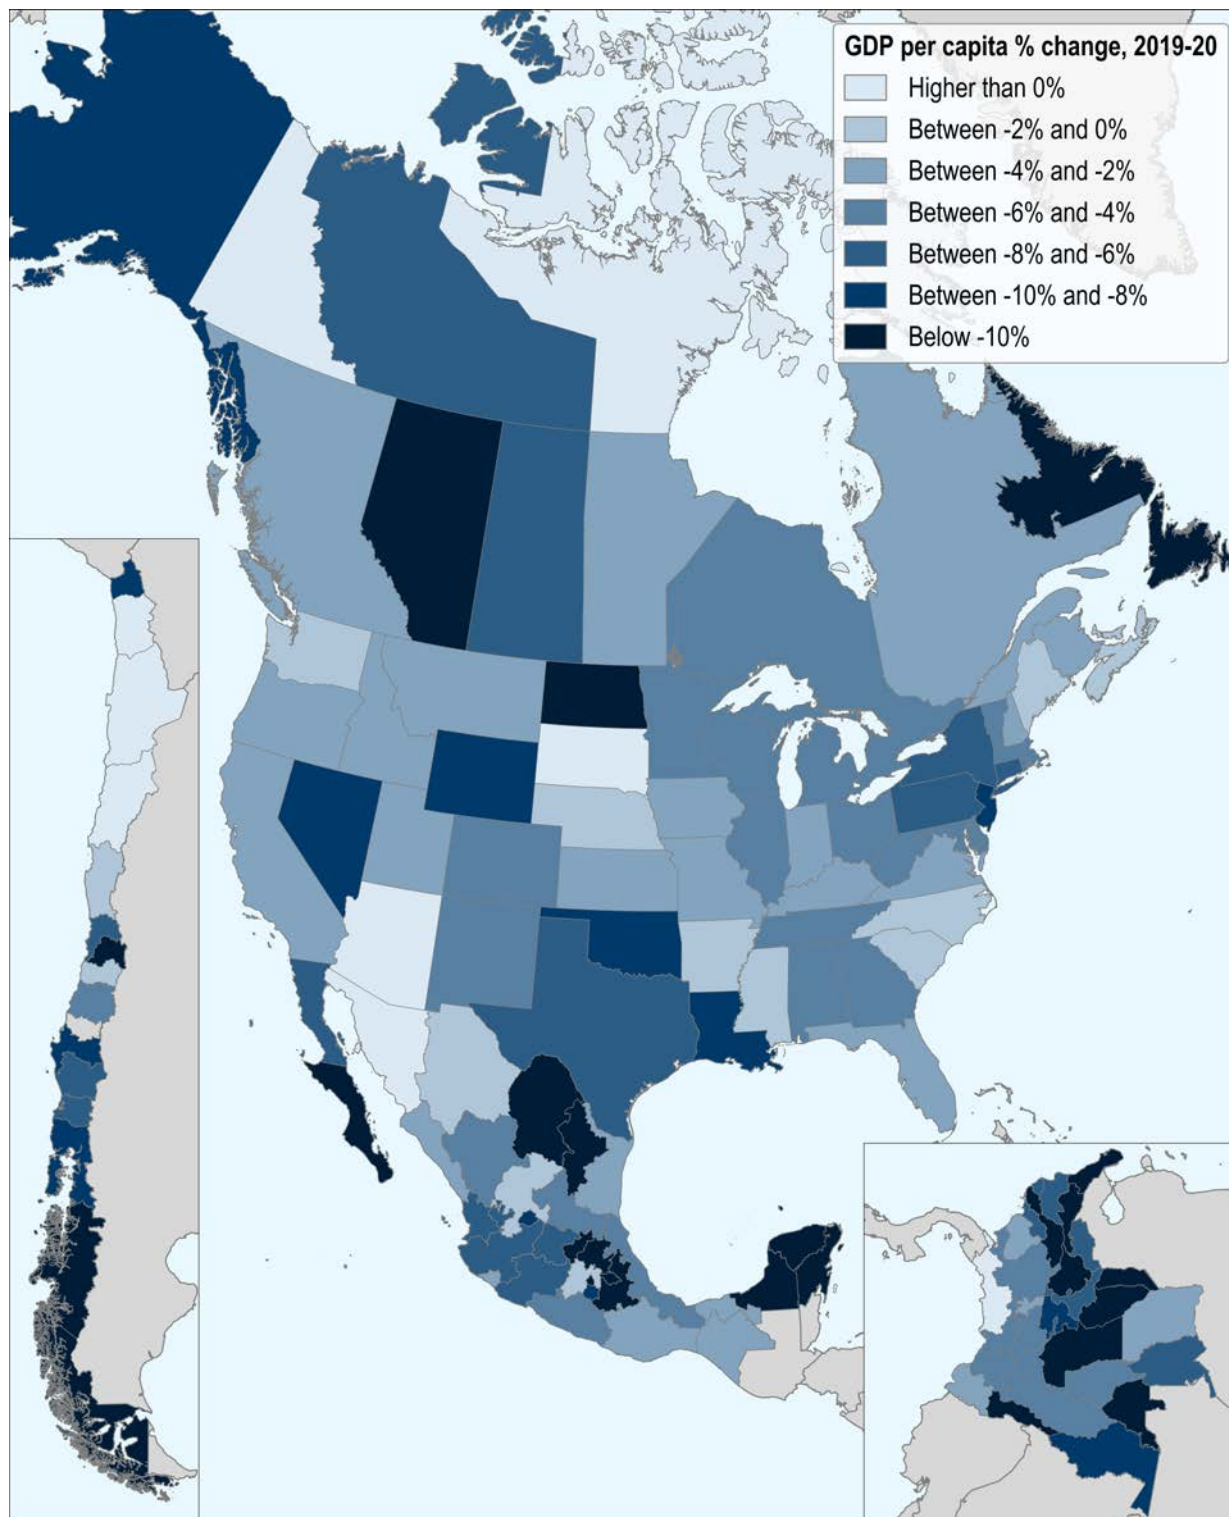 GDP per capita % change, 2019-20
Higher than 0%
Between -2% and 0%
Between -4% and -2%
Between -6% and -4%
Between -8% and -6%
Between -10% and -8%
Below -10%